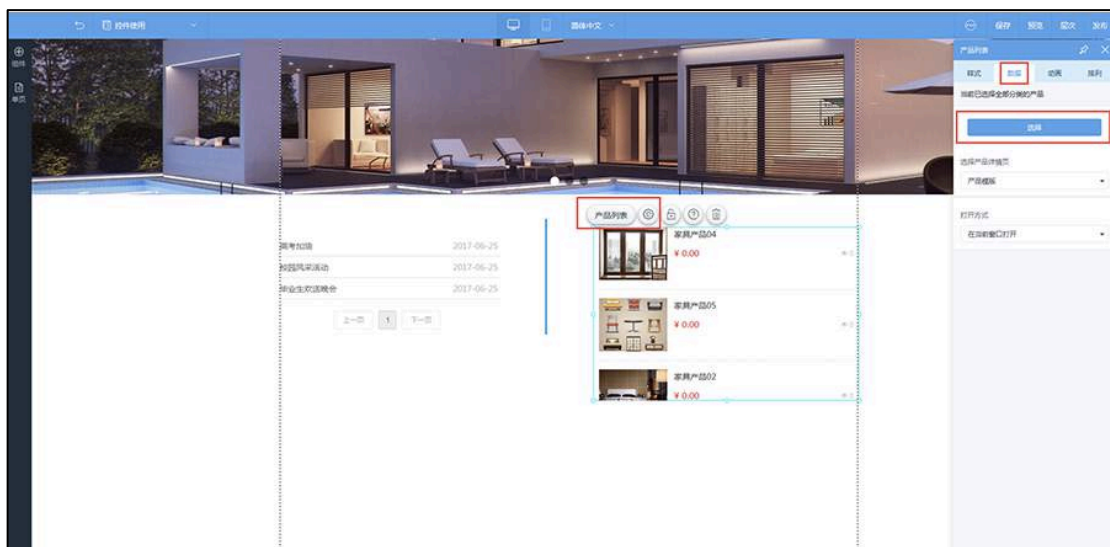 控件使用
简体中文
保存 预览 层次 发布
组件
单页
产品列表
样式 数据 动画 排列
当前已选择全部分类的产品
选择
选择产品详情页
产品模版
打开方式
在当前窗口打开
产品列表
高考加油 2017-06-25
校园风采活动 2017-06-25
毕业生欢送晚会 2017-06-25
上一页 1 下一页
家具产品04
¥ 0.00
0
家具产品05
¥ 0.00
0
家具产品02
¥ 0.00
0